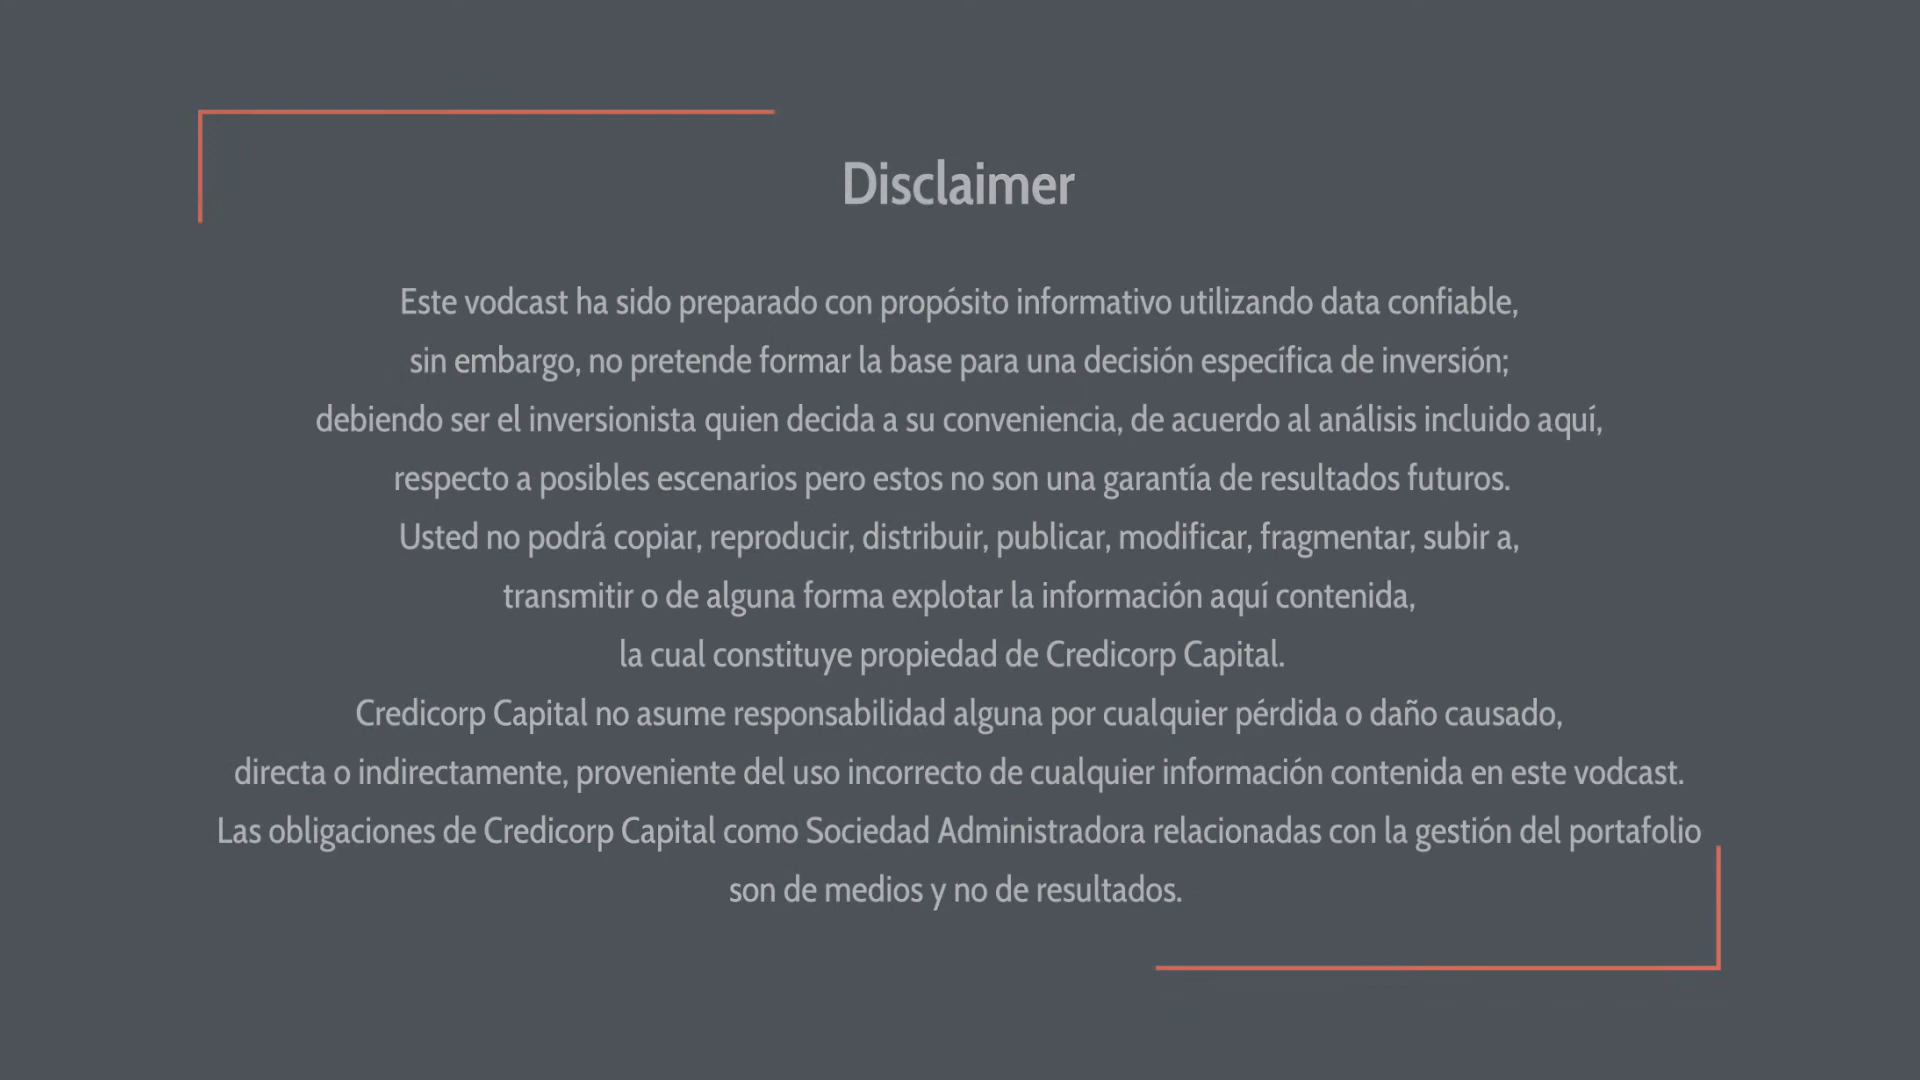 Disclaimer
Este vodcast ha sido preparado con propósito informativo utilizando data confiable,
sin embargo, no pretende formar la base para una decisión específica de inversión;
debiendo ser el inversionista quien decida a su conveniencia, de acuerdo al análisis incluido aquí,
respecto a posibles escenarios pero estos no son una garantía de resultados futuros.
Usted no podrá copiar, reproducir, distribuir, publicar, modificar, fragmentar, subir a,
transmitir o de alguna forma explotar la información aquí contenida,
la cual constituye propiedad de Credicorp Capital.
Credicorp Capital no asume responsabilidad alguna por cualquier pérdida o daño causado,
directa o indirectamente, proveniente del uso incorrecto de cualquier información contenida en este vodcast.
Las obligaciones de Credicorp Capital como Sociedad Administradora relacionadas con la gestión del portafolio
son de medios y no de resultados.